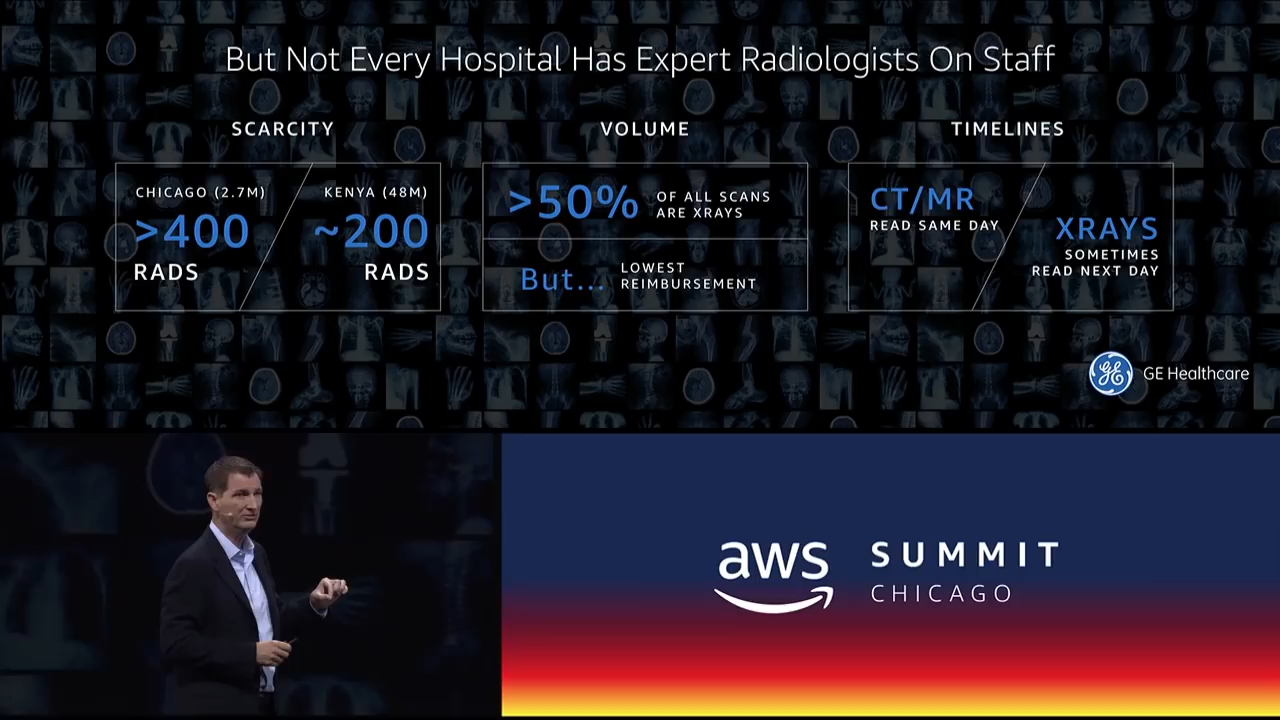 But Not Every Hospital Has Expert Radiologists On Staff
SCARCITY
CHICAGO (2.7M)
>400
RADS
KENYA (48M)
~200
RADS
VOLUME
>50%
OF ALL SCANS
ARE XRAYS
But...
LOWEST
REIMBURSEMENT
TIMELINES
CT/MR
READ SAME DAY
XRAYS
SOMETIMES
READ NEXT DAY
GE
GE Healthcare
aws
SUMMIT
CHICAGO